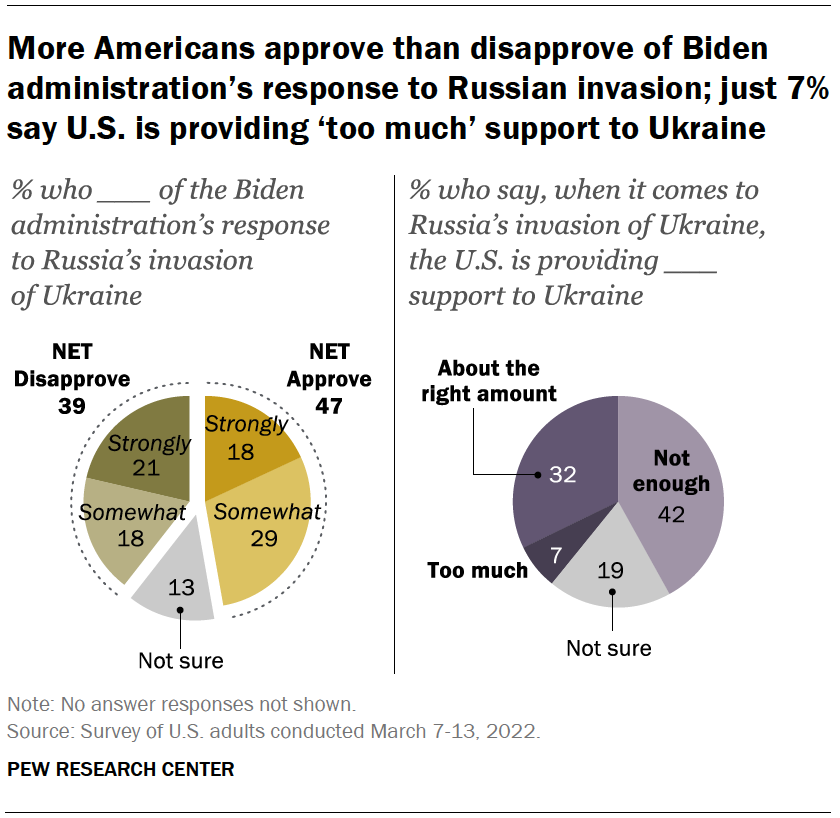 More Americans approve than disapprove of Biden
administration's response to Russian invasion; just 7%
say U.S. is providing 'too much' support to Ukraine
% who ____ of the Biden
administration's response
to Russia's invasion
of Ukraine
NET
Disapprove
39
NET
Approve
47
Strongly
21
Strongly
18
Somewhat
18
Somewhat
29
13
Not sure
% who say, when it comes to
Russia's invasion of Ukraine,
the U.S. is providing ____
support to Ukraine
About the
right amount
32
Not
enough
42
Too much
7
19
Not sure
Note: No answer responses not shown.
Source: Survey of U.S. adults conducted March 7-13, 2022.
PEW RESEARCH CENTER